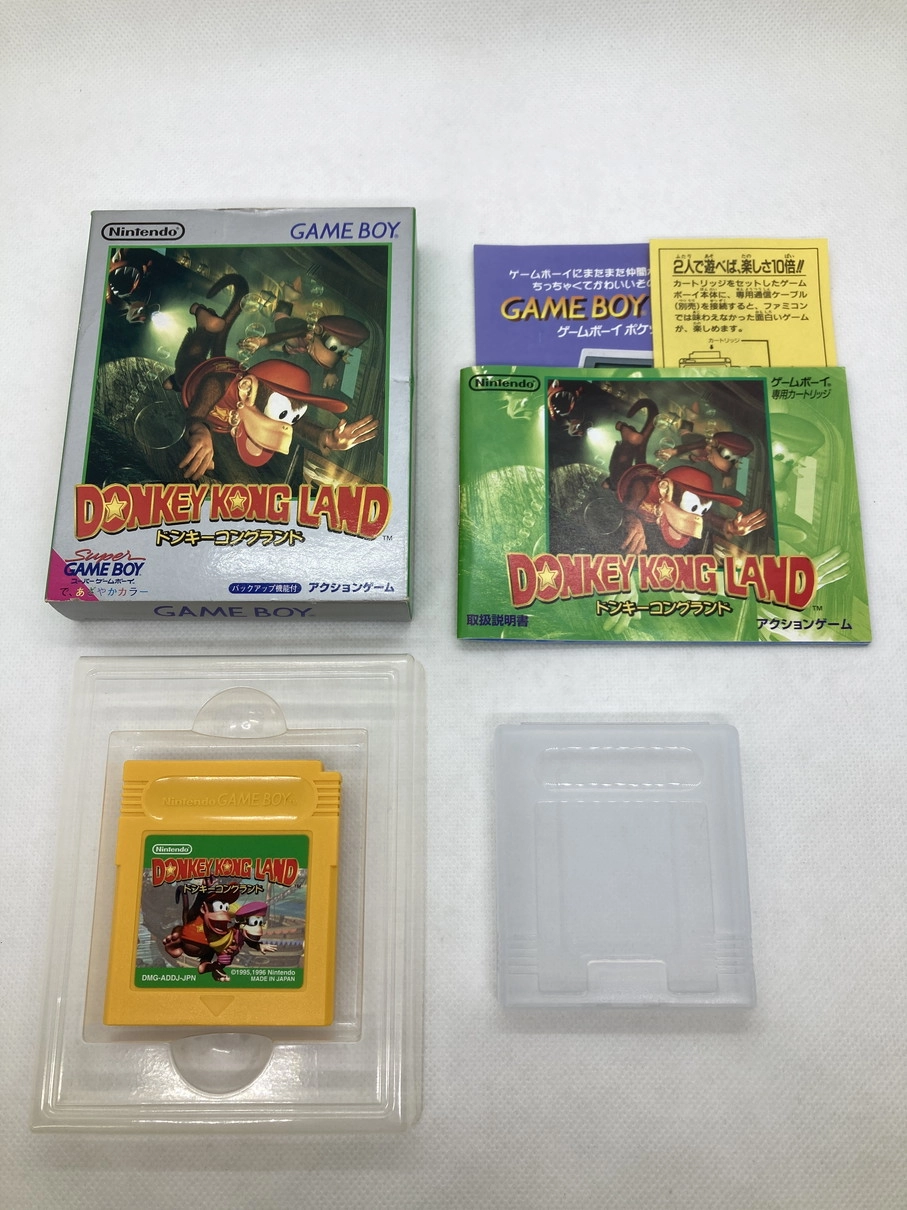 Nintendo
GAME BOY
DONKEY KONG LAND
ドンキーコングランド
TM
Super
GAME BOY
スーパーゲームボーイ
で、あざやかカラー
バックアップ機能付
アクションゲーム
GAME BOY
ゲームボーイにまたまた仲間
ちっちゃくてかわいいぞ
GAME BOY
ゲームボーイ ポケッ
2人で遊べば、楽しさ10倍!!
カートリッジをセットしたゲーム
ボーイ本体に、専用通信ケーブル
(別売)を接続すると、ファミコン
では味わえなかった面白いゲーム
が、楽しめます。
カートリッジ
Nintendo
ゲームボーイ®
専用カートリッジ
DONKEY KONG LAND
ドンキーコングランド
TM
取扱説明書
アクションゲーム
Nintendo GAME BOY
Nintendo
DONKEY KONG LAND
ドンキーコングランド
DMG-ADDJ-JPN
©1995,1996 Nintendo
MADE IN JAPAN